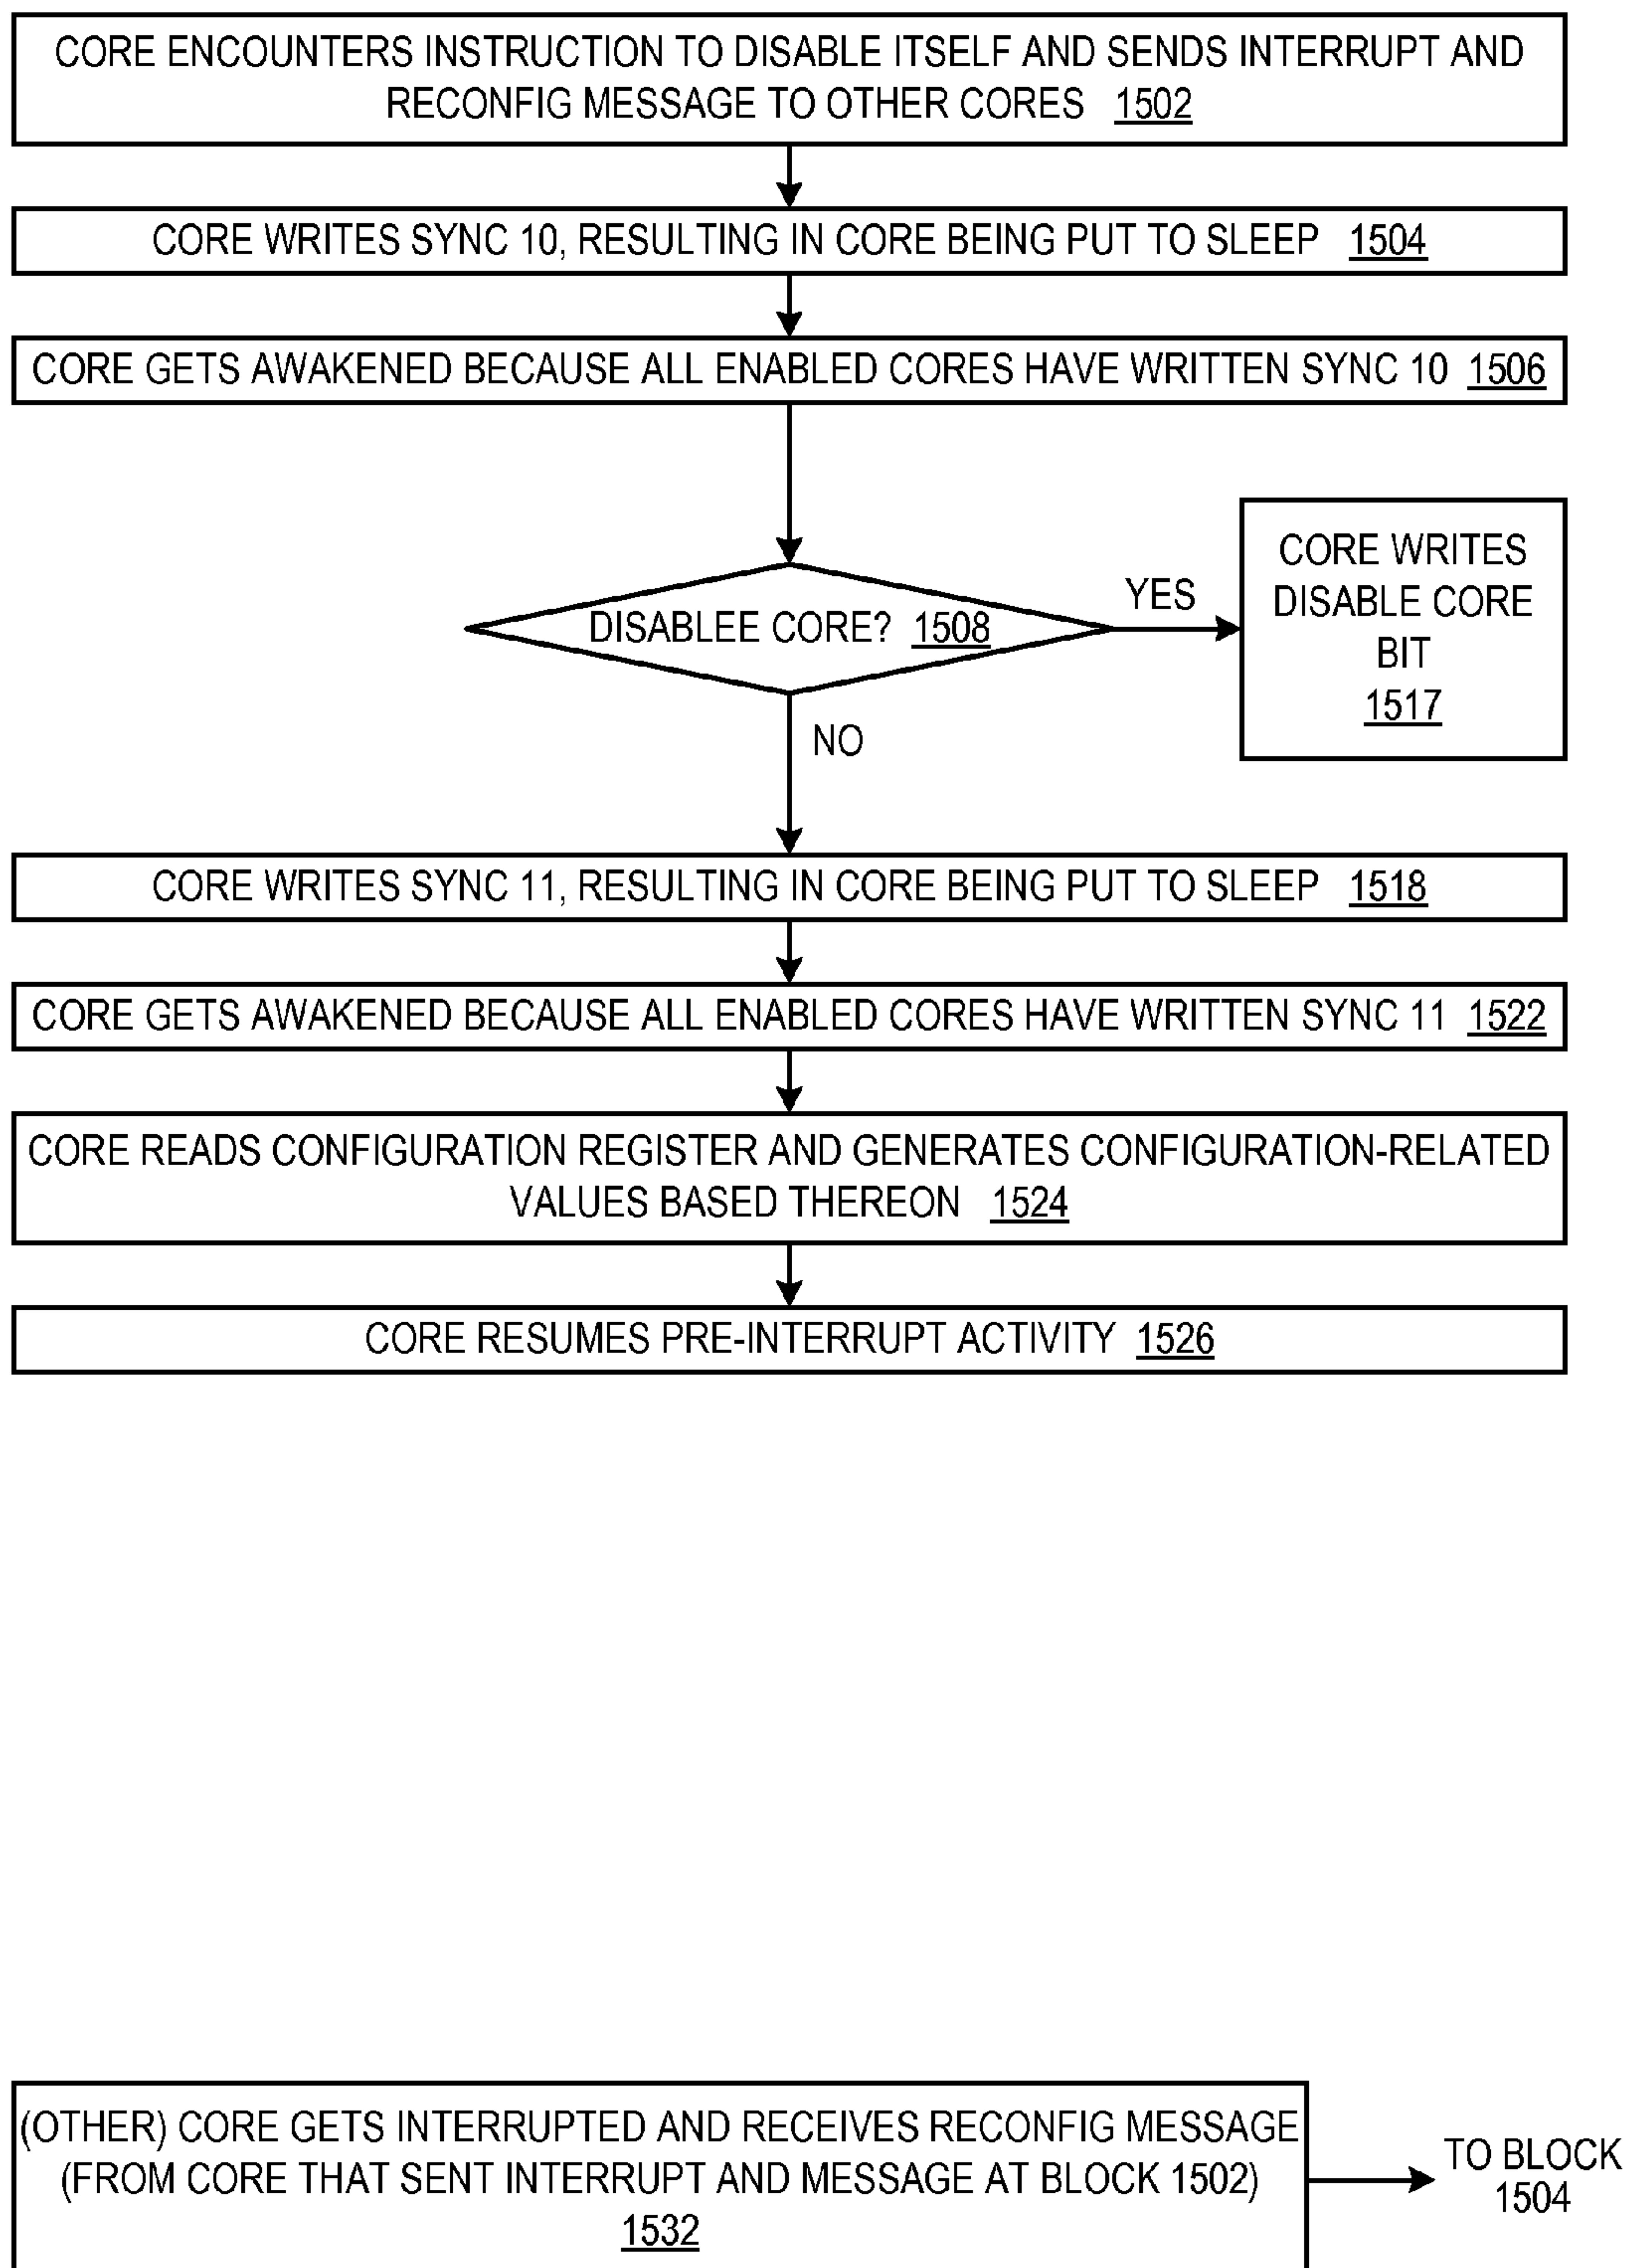 CORE ENCOUNTERS INSTRUCTION TO DISABLE ITSELF AND SENDS INTERRUPT AND
RECONFIG MESSAGE TO OTHER CORES 1502
CORE WRITES SYNC 10, RESULTING IN CORE BEING PUT TO SLEEP 1504
CORE GETS AWAKENED BECAUSE ALL ENABLED CORES HAVE WRITTEN SYNC 10 1506
DISABLEE CORE? 1508
YES
CORE WRITES
DISABLE CORE
BIT
1517
NO
CORE WRITES SYNC 11, RESULTING IN CORE BEING PUT TO SLEEP 1518
CORE GETS AWAKENED BECAUSE ALL ENABLED CORES HAVE WRITTEN SYNC 11 1522
CORE READS CONFIGURATION REGISTER AND GENERATES CONFIGURATION-RELATED
VALUES BASED THEREON 1524
CORE RESUMES PRE-INTERRUPT ACTIVITY 1526
(OTHER) CORE GETS INTERRUPTED AND RECEIVES RECONFIG MESSAGE
(FROM CORE THAT SENT INTERRUPT AND MESSAGE AT BLOCK 1502)
1532
TO BLOCK
1504